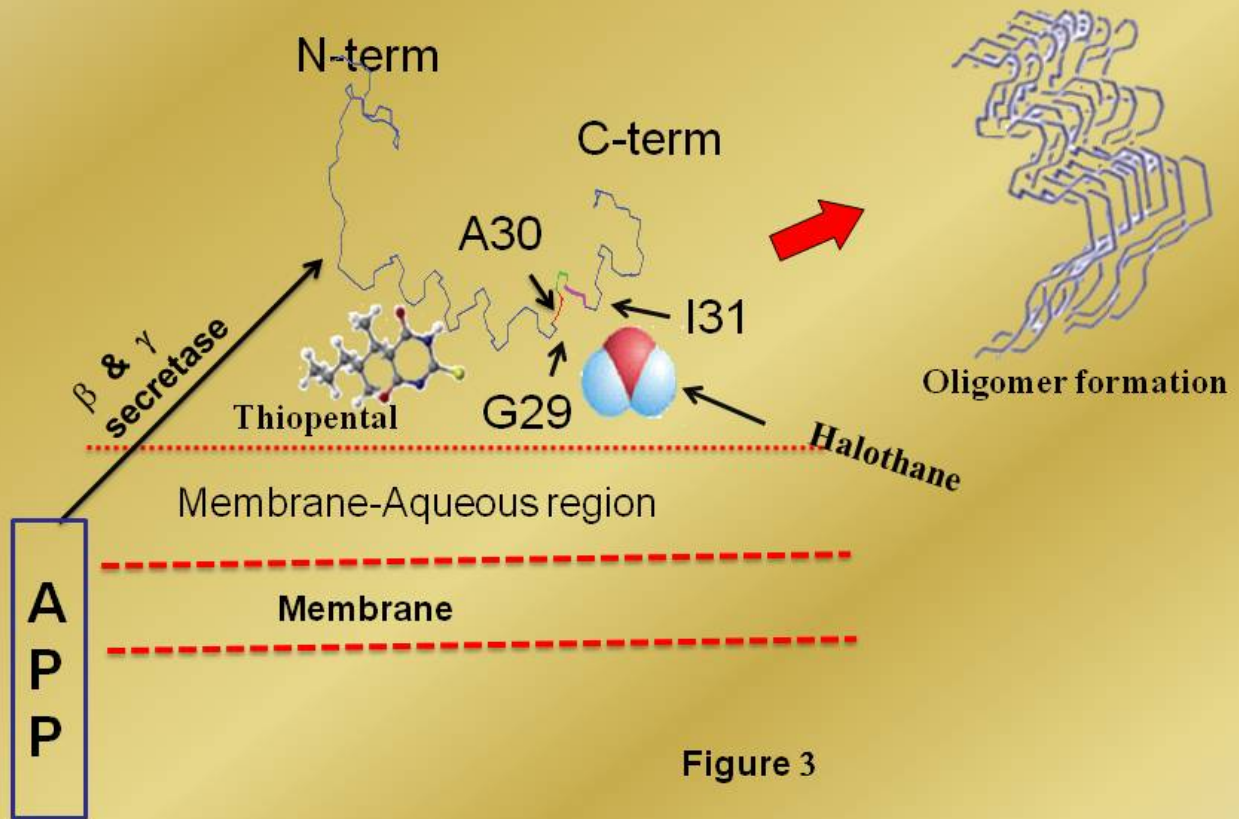 N-term
C-term
A30
I31
G29
β & γ
secretase
Thiopental
Halothane
Oligomer formation
Membrane-Aqueous region
Membrane
A
P
P
Figure 3